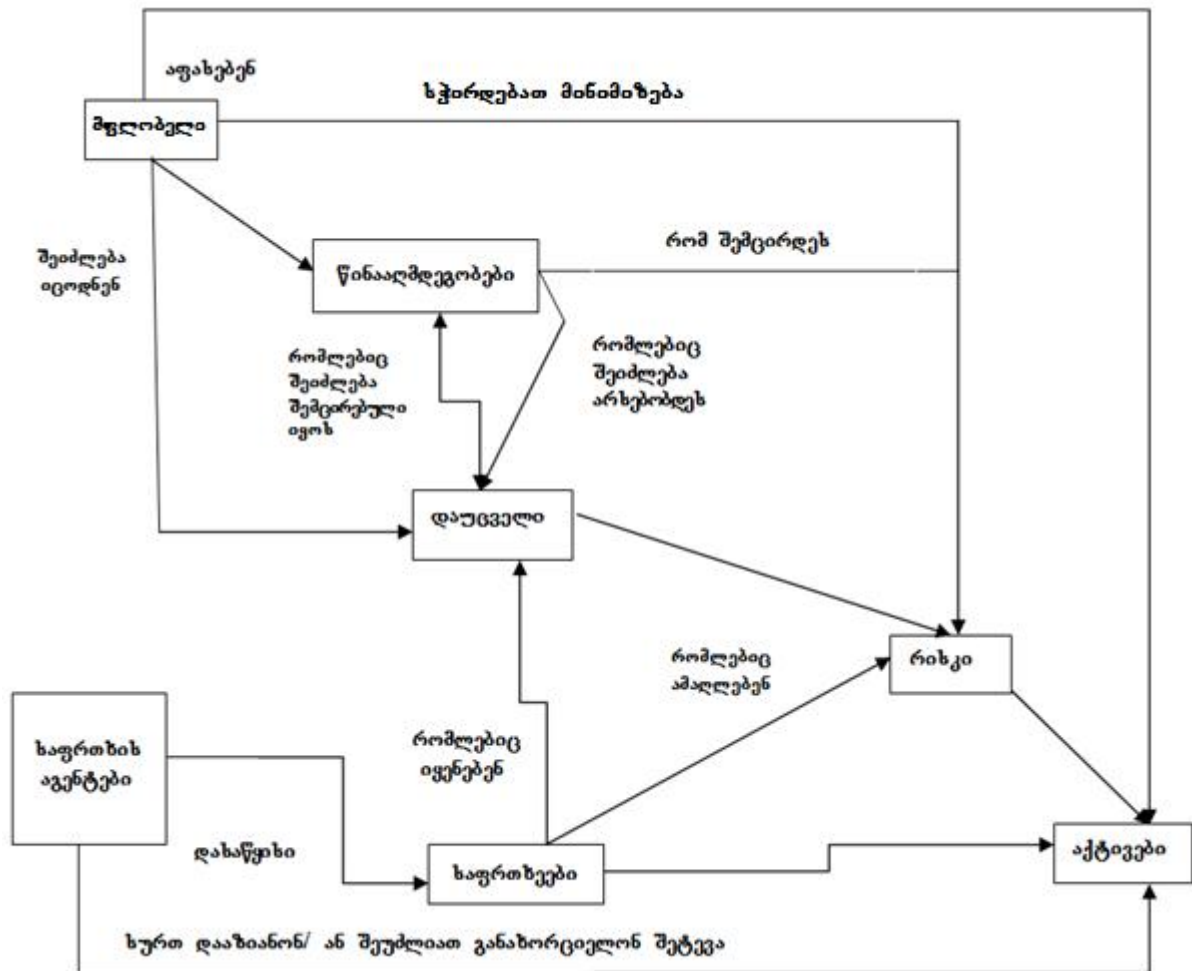 აფასებენ
სჭირდებათ მინიმიზება
მფლობელი
რომ შემცირდეს
შეიძლება
იცოდნენ
წინააღმდეგობები
რომლებიც
შეიძლება
შემცირებული
იყოს
რომლებიც
შეიძლება
არსებობდეს
დაუცველი
რომლებიც
ამაღლებენ
რისკი
საფრთხის
აგენტები
რომლებიც
იყენებენ
დასაწყისი
საფრთხეები
აქტივები
სურთ დააზიანონ/ ან შეუძლიათ განახორციელონ შეტევა